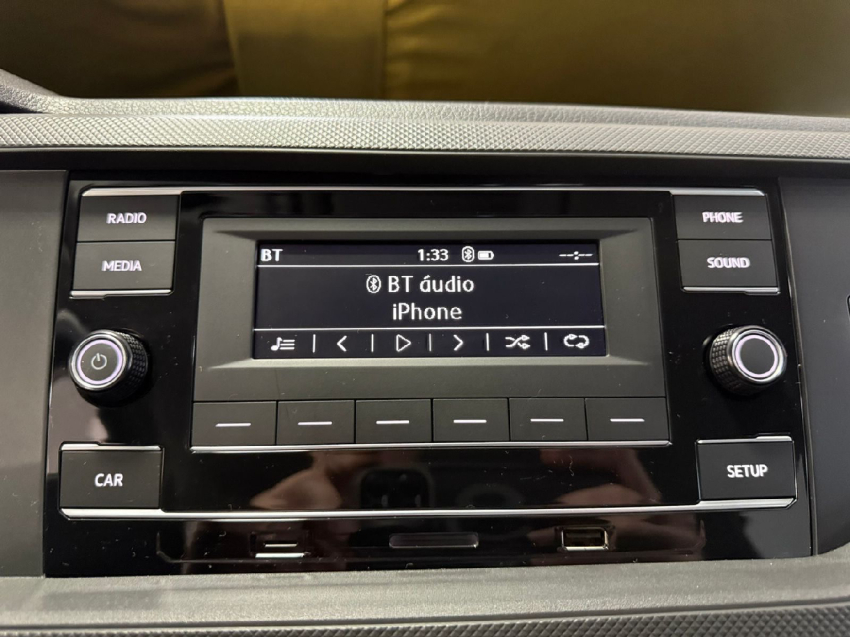 RADIO
MEDIA
BT 1:33 --:--
BT áudio
iPhone
PHONE
SOUND
CAR
SETUP